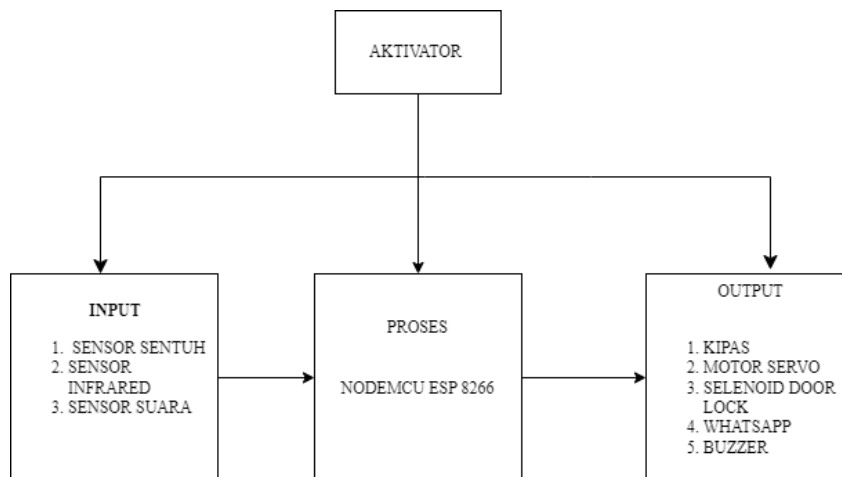 AKTIVATOR
INPUT
1. SENSOR SENTUH
2. SENSOR
INFRARED
3. SENSOR SUARA
PROSES
NODEMCU ESP 8266
OUTPUT
1. KIPAS
2. MOTOR SERVO
3. SELENOID DOOR
LOCK
4. WHATSAPP
5. BUZZER